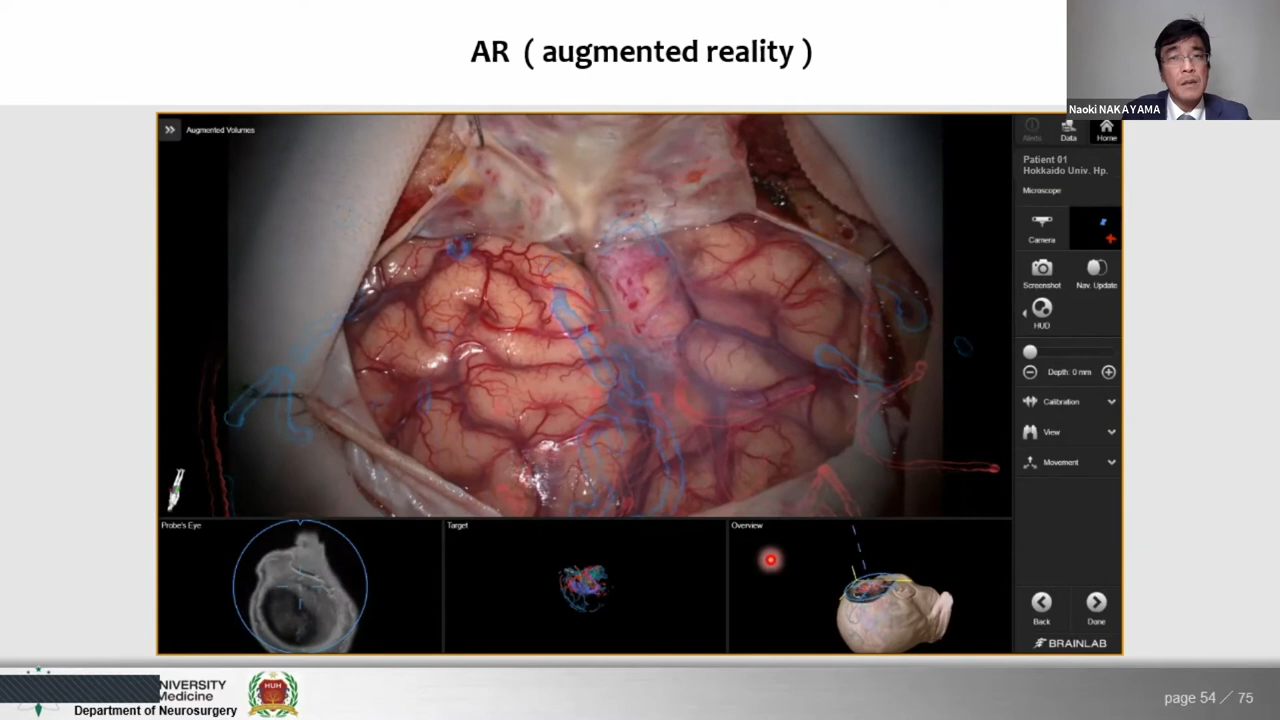 AR ( augmented reality )
Naoki NAKAYAMA
Augmented Volumes
Alerts
Data
Home
Patient 01
Hokkaido Univ. Hp.
Microscope
Camera
Screenshot
Nav. Update
HUD
Depth: 0 mm
Calibration
View
Movement
Probe's Eye
Target
Overview
Back
Done
BRAINLAB
NIVERSITY
Medicine
Department of Neurosurgery
HUH
page 54 / 75